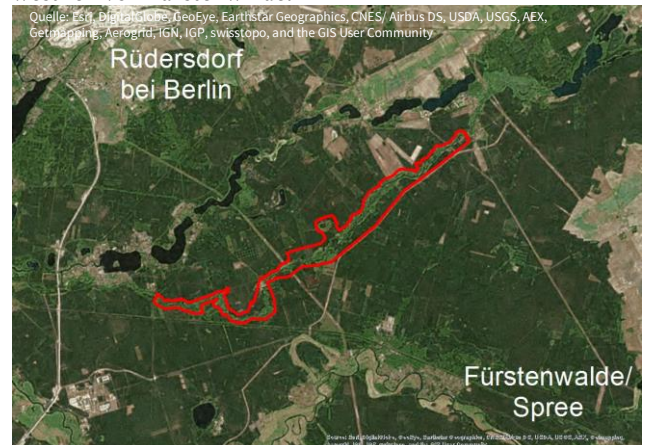 Quelle: Esri, DigitalGlobe, GeoEye, Earthstar Geographics, CNES/ Airbus DS, USDA, USGS, AEX,
Getmapping, Aerogrid, IGN, IGP, swisstopo, and the GIS User Community
Rüdersdorf
bei Berlin
Fürstenwalde/
Spree